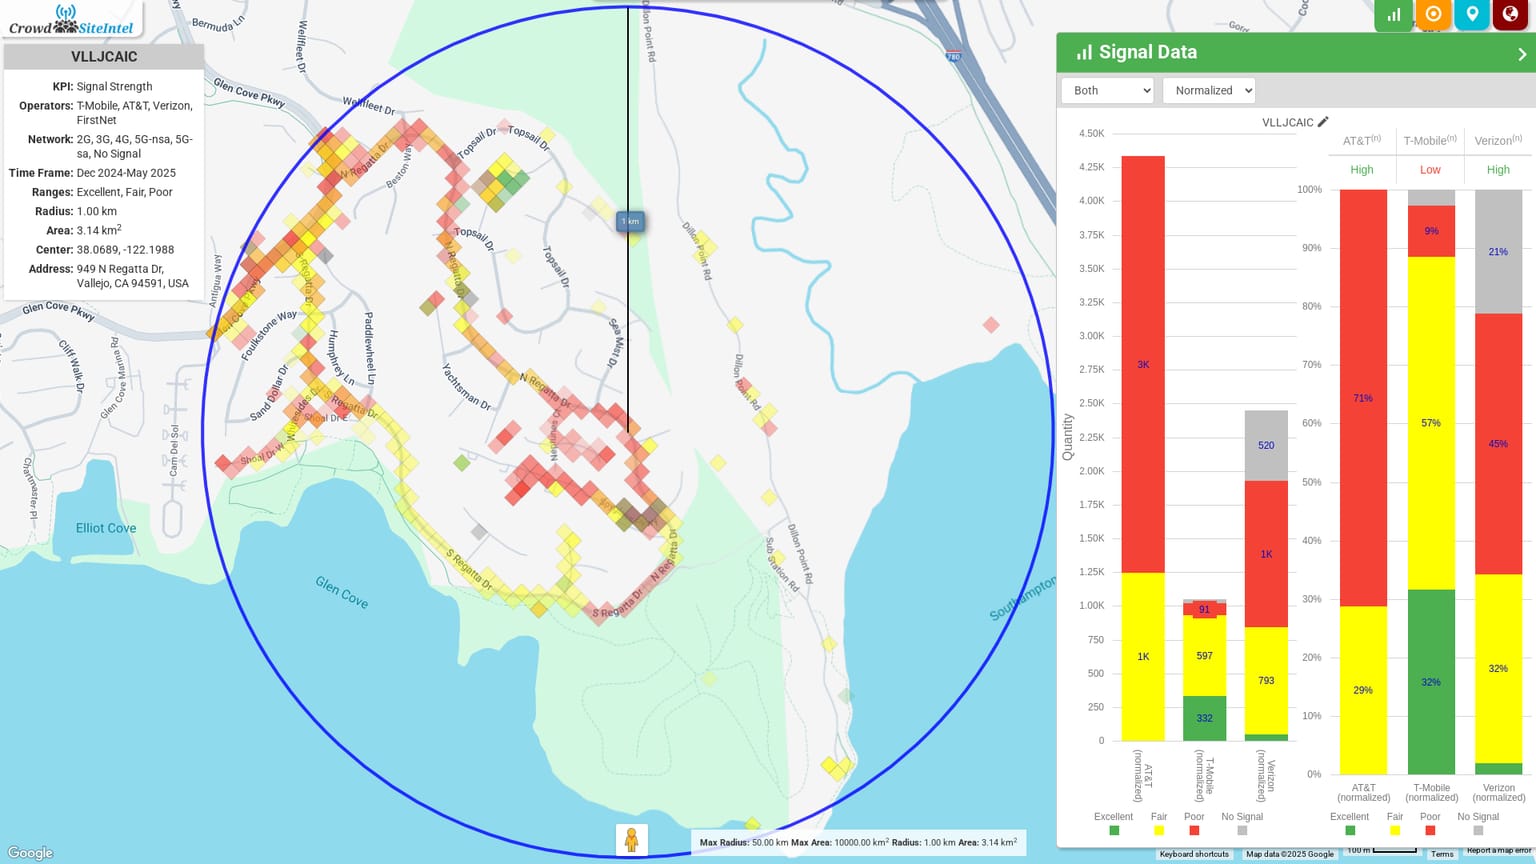 CrowdSiteIntel
VLLJCAIC
KPI: Signal Strength
Operators: T-Mobile, AT&T, Verizon,
FirstNet
Network: 2G, 3G, 4G, 5G-nsa, 5G-
sa, No Signal
Time Frame: Dec 2024-May 2025
Ranges: Excellent, Fair, Poor
Radius: 1.00 km
Area: 3.14 km2
Center: 38.0689, -122.1988
Address: 949 N Regatta Dr,
Vallejo, CA 94591, USA
Bermuda Ln
Wellfleet Dr
Glen Cove Pkwy
Wellfleet Dr
N Regatta Dr
Beston Way
Topsail Dr
Topsail Dr
Topsail Dr
Topsail Dr
N Regatta Dr
Dillon Point Rd
780
1 km
Dillon Point Rd
Antigua Way
S Regatta Dr
Glen Cove Pkwy
Foulkstone Way
Humphrey Ln
Paddlewheel Ln
Sea Mist Dr
Cliff Walk Dr
Glen Cove Marina Rd
Sand Dollar Dr
Yachtsman Dr
N Regatta Dr
Dillon Point Rd
S Regatta Dr
Shoal Dr E
Shoal Dr W
Cam Del Sol
Chartmaster Pl
Elliot Cove
Glen Cove
S Regatta Dr
S Regatta Dr
N Regatta Dr
Sub Station Rd
Dillon Point Rd
Southampton
Google
Max Radius: 50.00 km Max Area: 10000.00 km2 Radius: 1.00 km Area: 3.14 km2
Signal Data
Both
Normalized
VLLJCAIC
4.50K
4.25K
4.00K
3.75K
3.50K
3.25K
3.00K
2.75K
2.50K
2.25K
2.00K
1.75K
1.50K
1.25K
1.00K
750
500
250
0
Quantity
3K
1K
91
597
332
520
1K
793
AT&T
(normalized)
T-Mobile
(normalized)
Verizon
(normalized)
Excellent Fair Poor No Signal
AT&T(n) T-Mobile(n) Verizon(n)
High Low High
100%
90%
80%
70%
60%
50%
40%
30%
20%
10%
0%
71%
29%
9%
57%
32%
21%
45%
32%
AT&T
(normalized)
T-Mobile
(normalized)
Verizon
(normalized)
Excellent Fair Poor No Signal
Keyboard shortcuts
Map data ©2025 Google
100 m
Terms
Report a map error